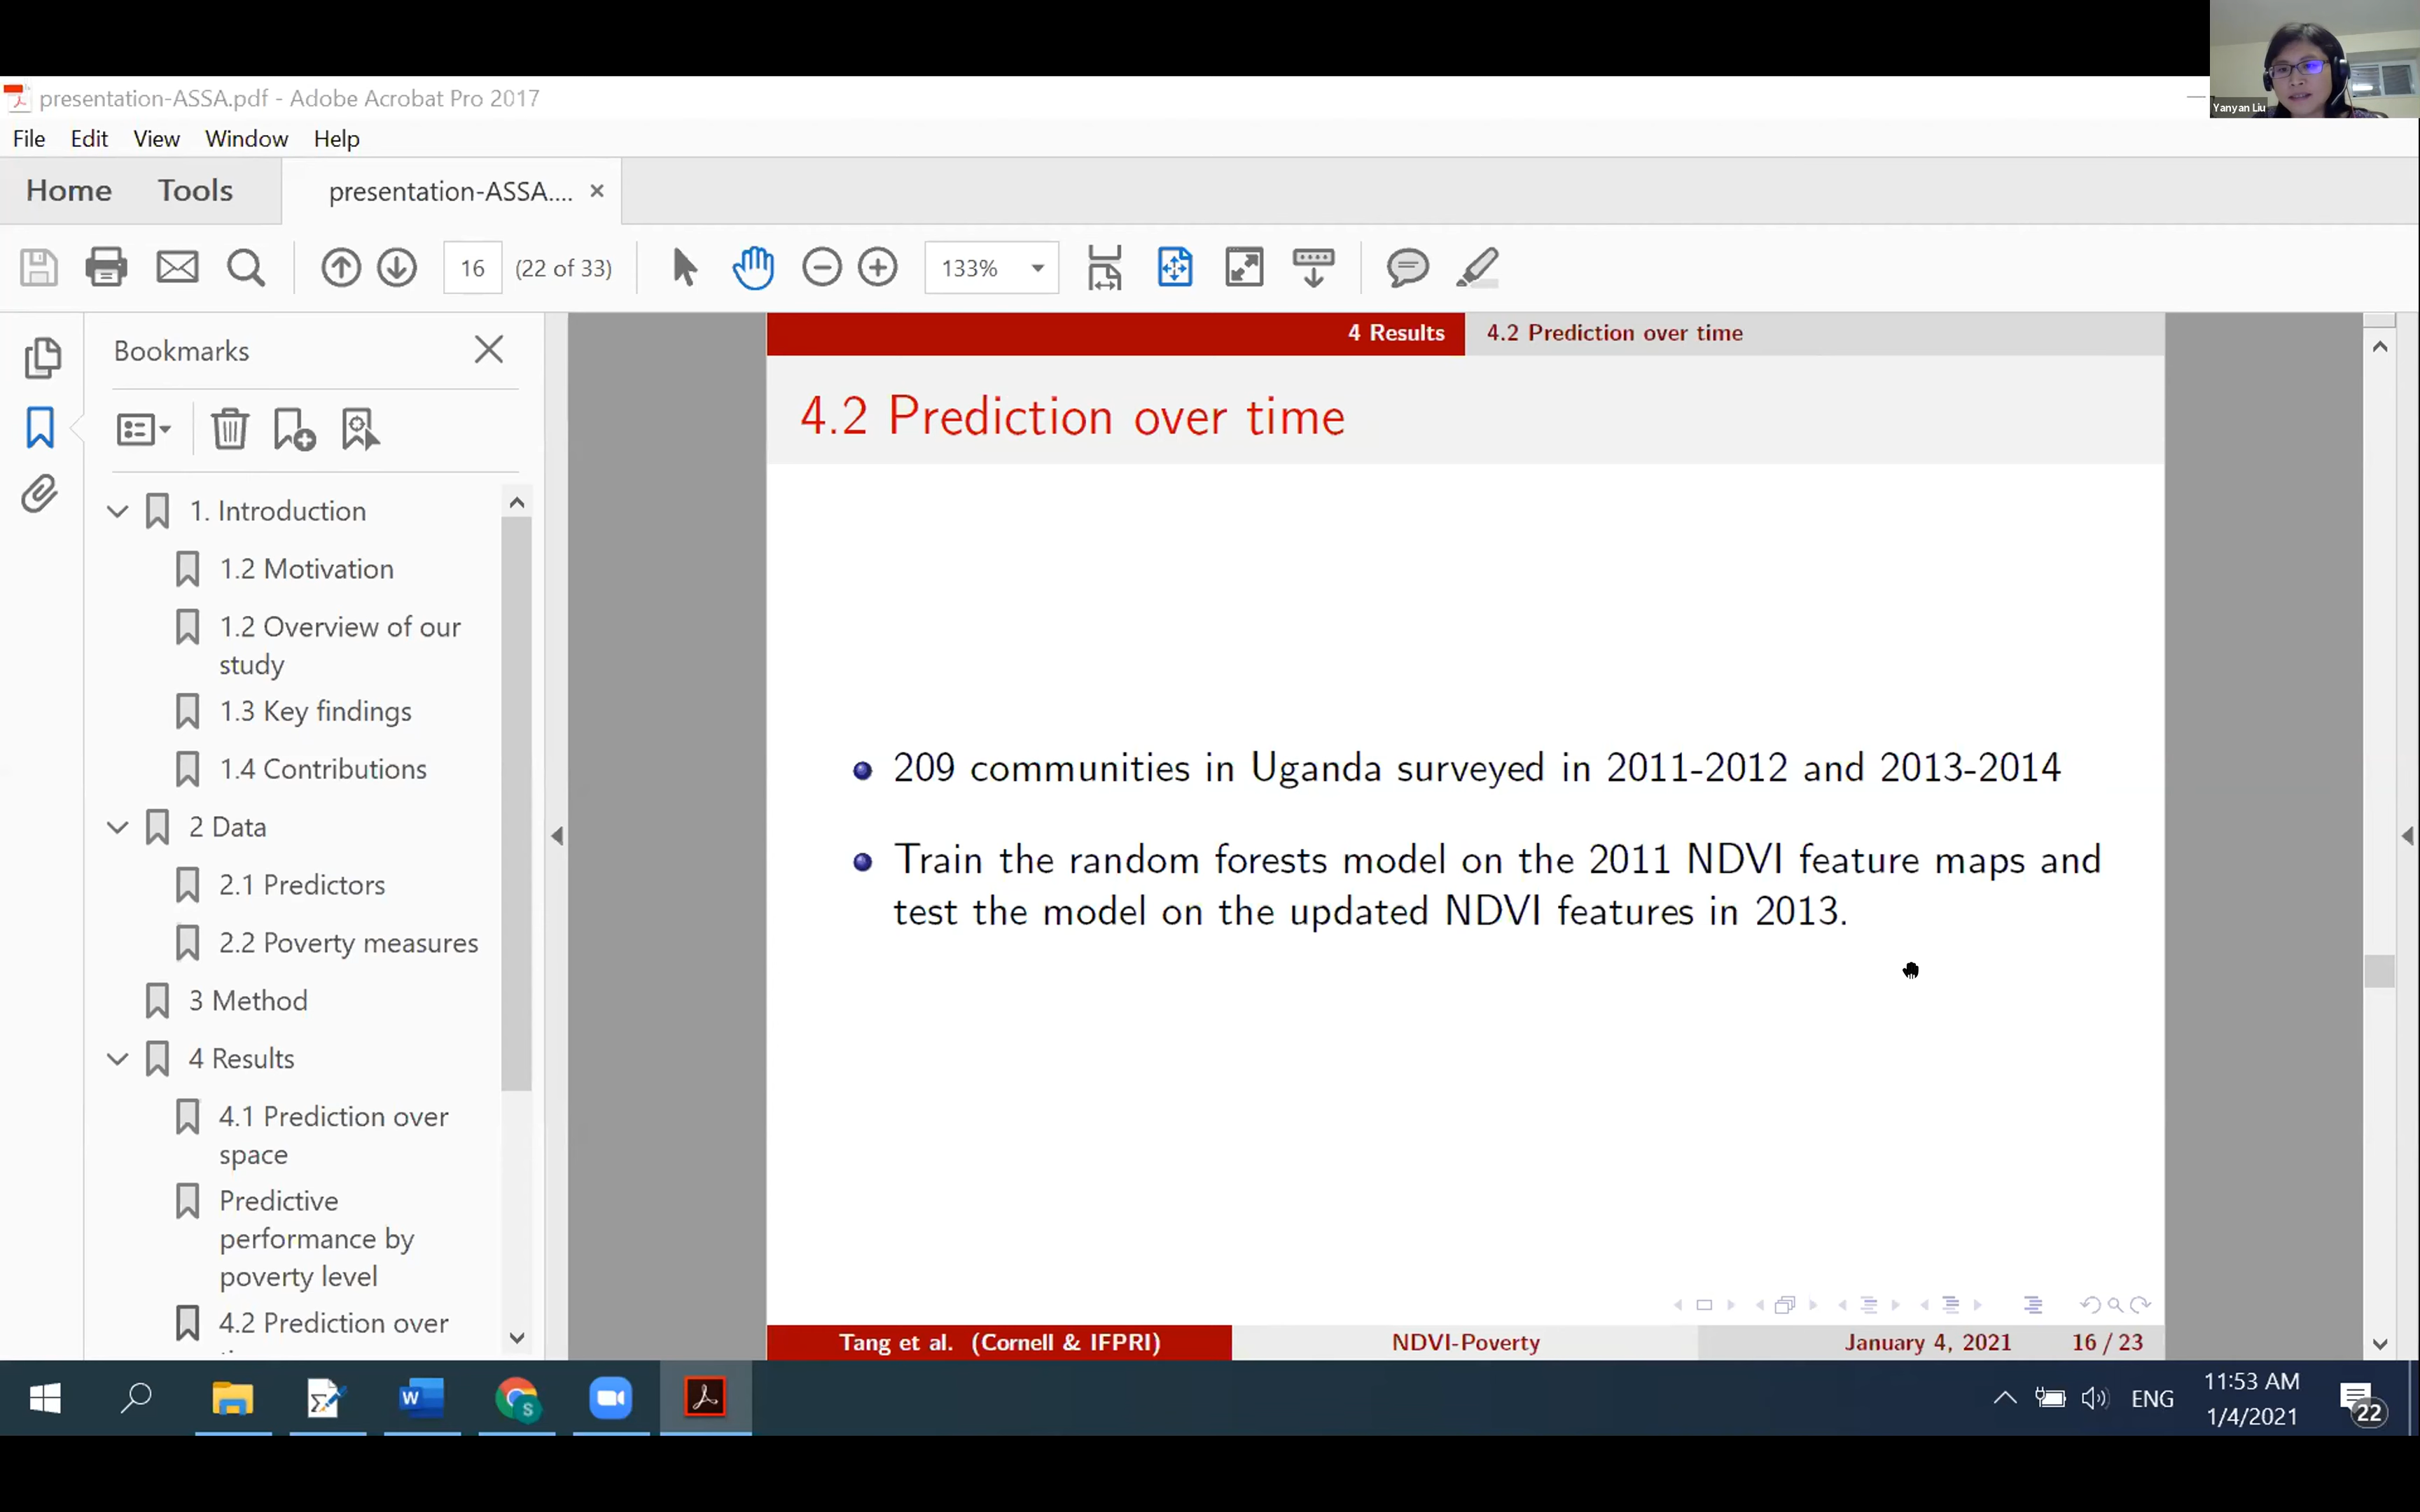 Yanyan Liu
presentation-ASSA.pdf - Adobe Acrobat Pro 2017
File Edit View Window Help
Home Tools presentation-ASSA.... ×
16 (22 of 33) 133%
Bookmarks
1. Introduction
1.2 Motivation
1.2 Overview of our
study
1.3 Key findings
1.4 Contributions
2 Data
2.1 Predictors
2.2 Poverty measures
3 Method
4 Results
4.1 Prediction over
space
Predictive
performance by
poverty level
4.2 Prediction over
4 Results 4.2 Prediction over time
4.2 Prediction over time
209 communities in Uganda surveyed in 2011-2012 and 2013-2014
Train the random forests model on the 2011 NDVI feature maps and
test the model on the updated NDVI features in 2013.
Tang et al. (Cornell & IFPRI) NDVI-Poverty January 4, 2021 16 / 23
W S ENG 11:53 AM
1/4/2021 22